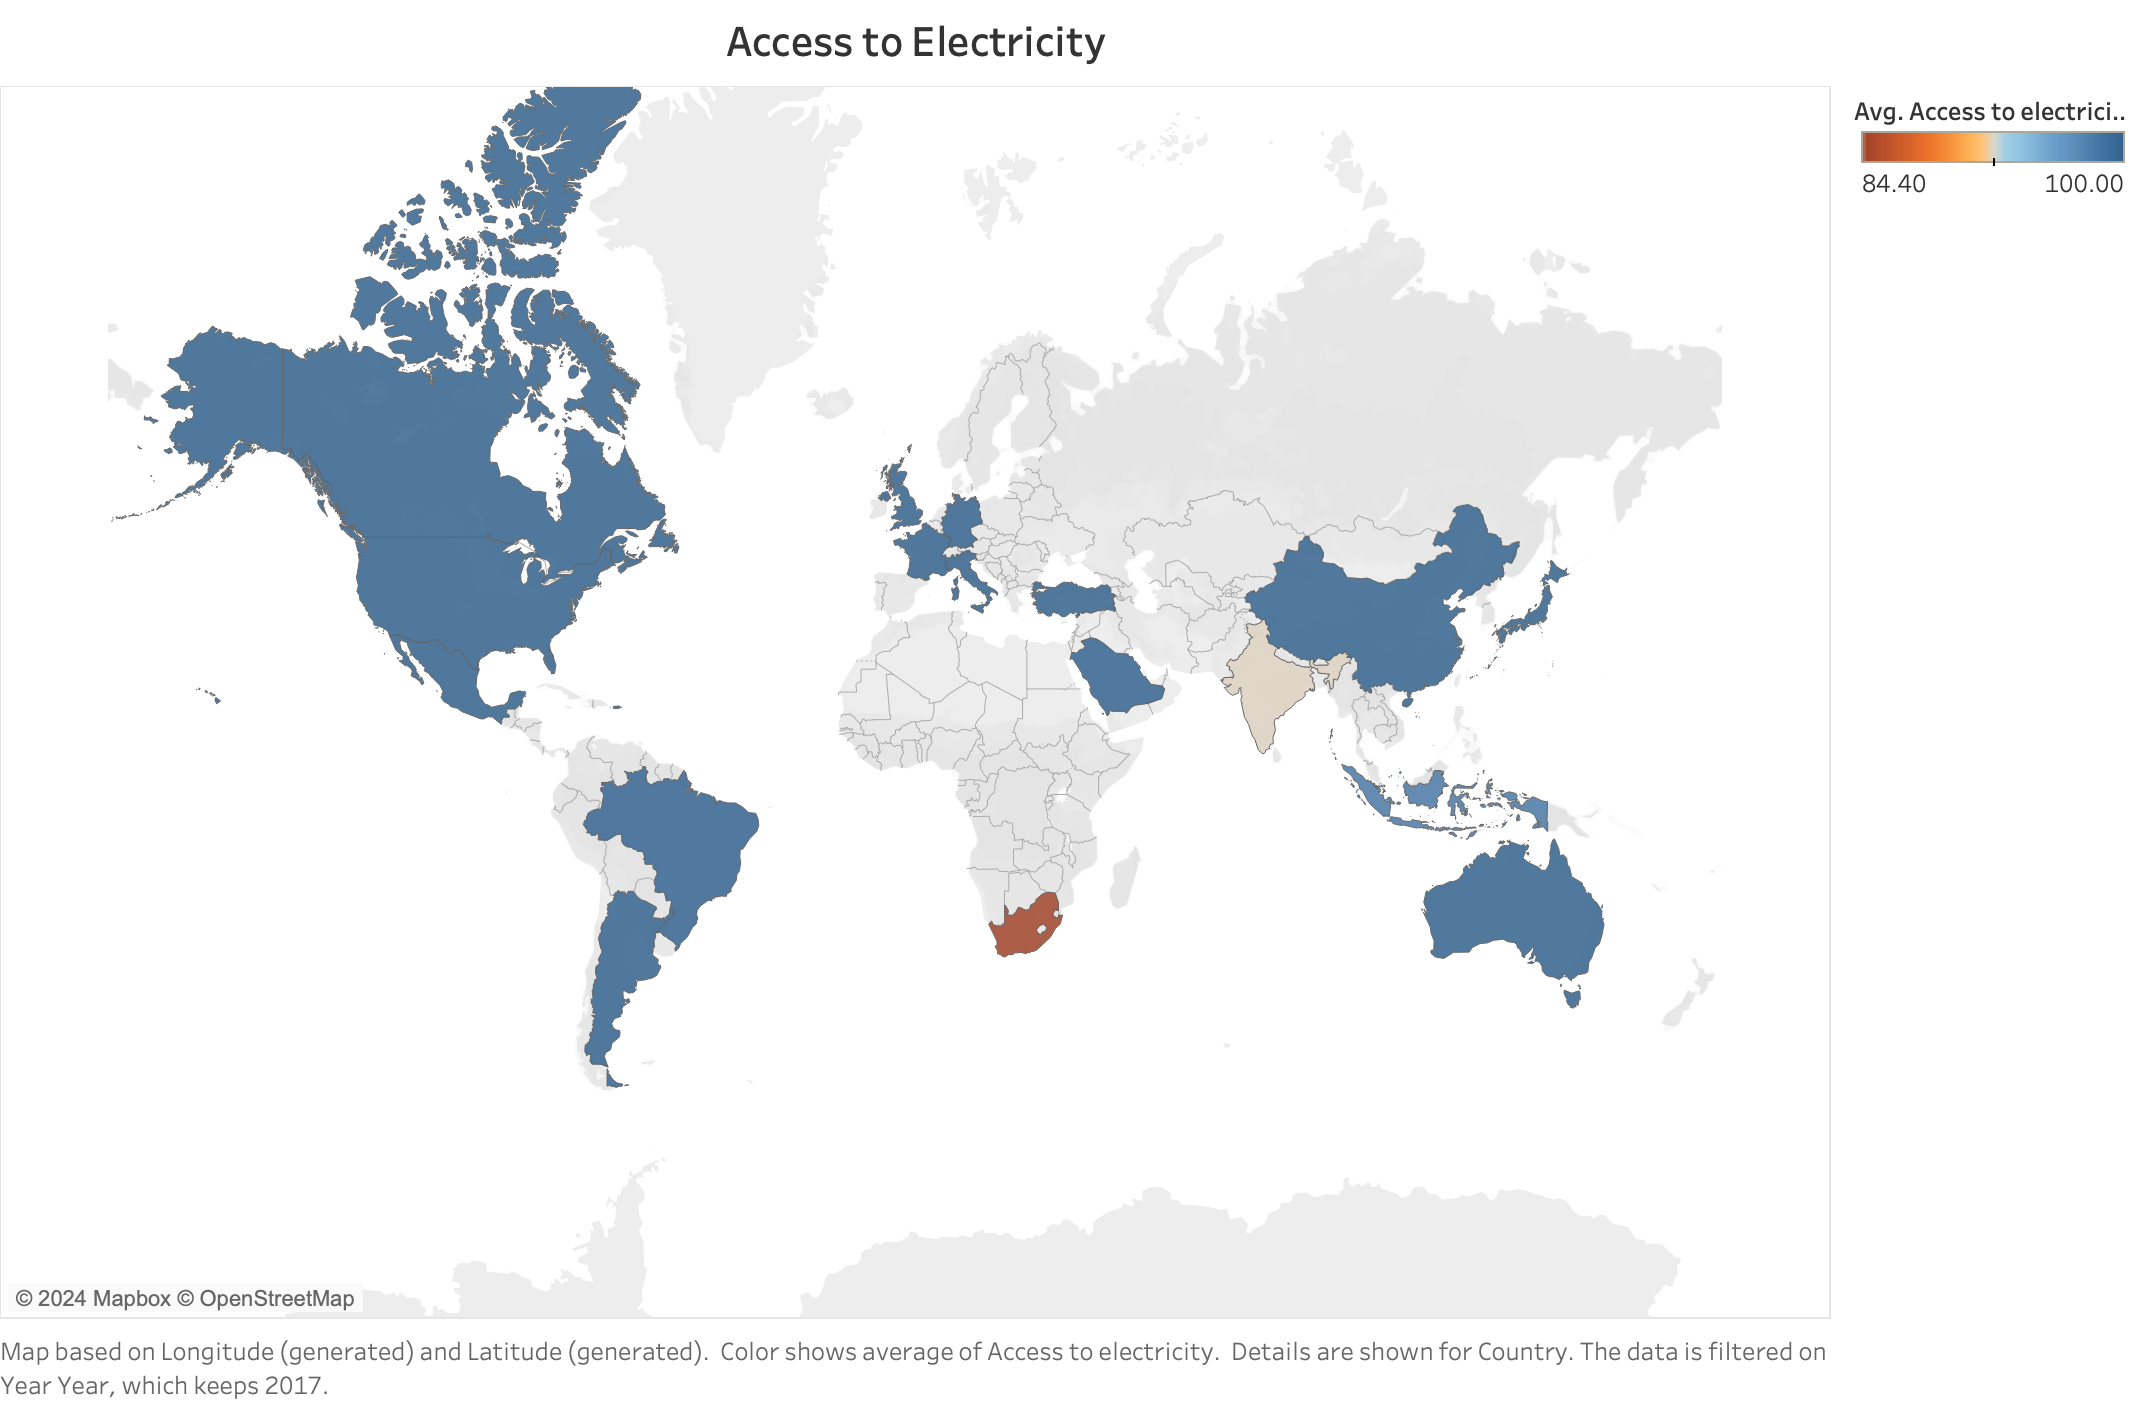 Access to Electricity
Avg. Access to electrici..
84.40
100.00
© 2024 Mapbox © OpenStreetMap
Map based on Longitude (generated) and Latitude (generated).  Color shows average of Access to electricity.  Details are shown for Country. The data is filtered on
Year Year, which keeps 2017.